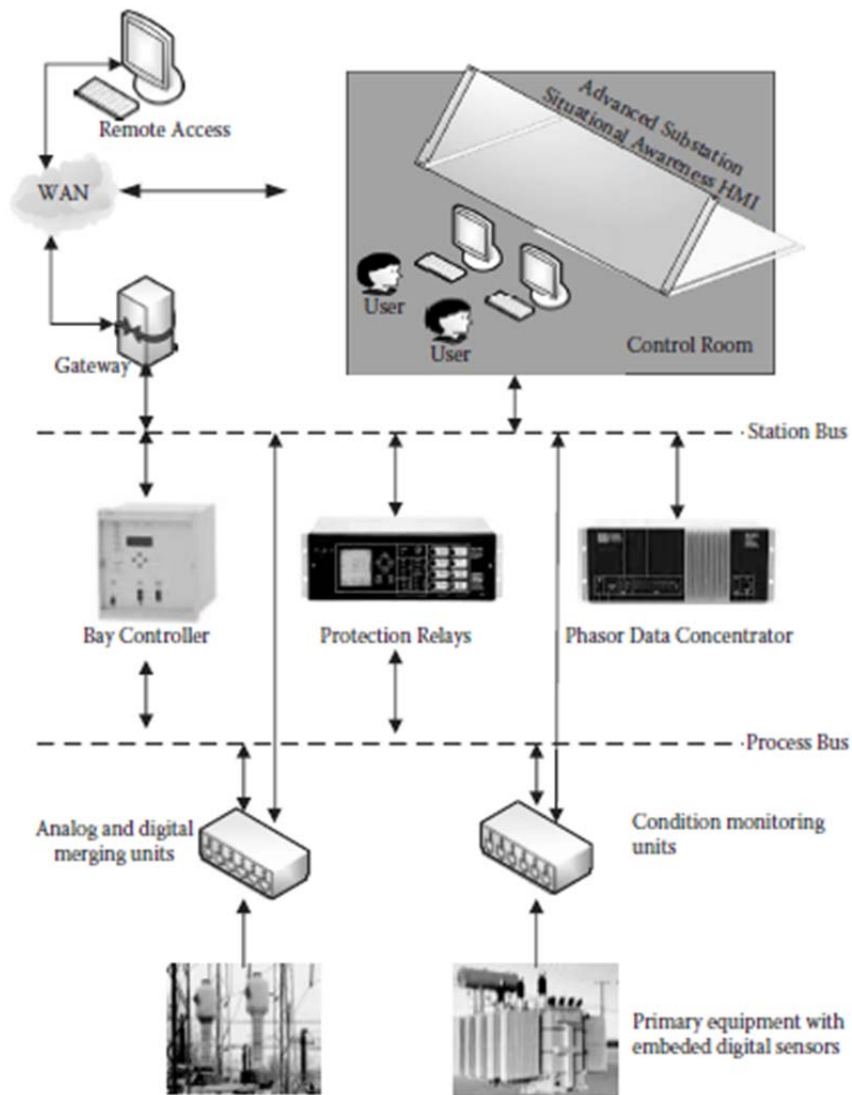 Remote Access
WAN
Advanced Substation
Situational Awareness HMI
User
User
Control Room
Gateway
Station Bus
Bay Controller
Protection Relays
Phasor Data Concentrator
Process Bus
Analog and digital
merging units
Condition monitoring
units
Primary equipment with
embeded digital sensors